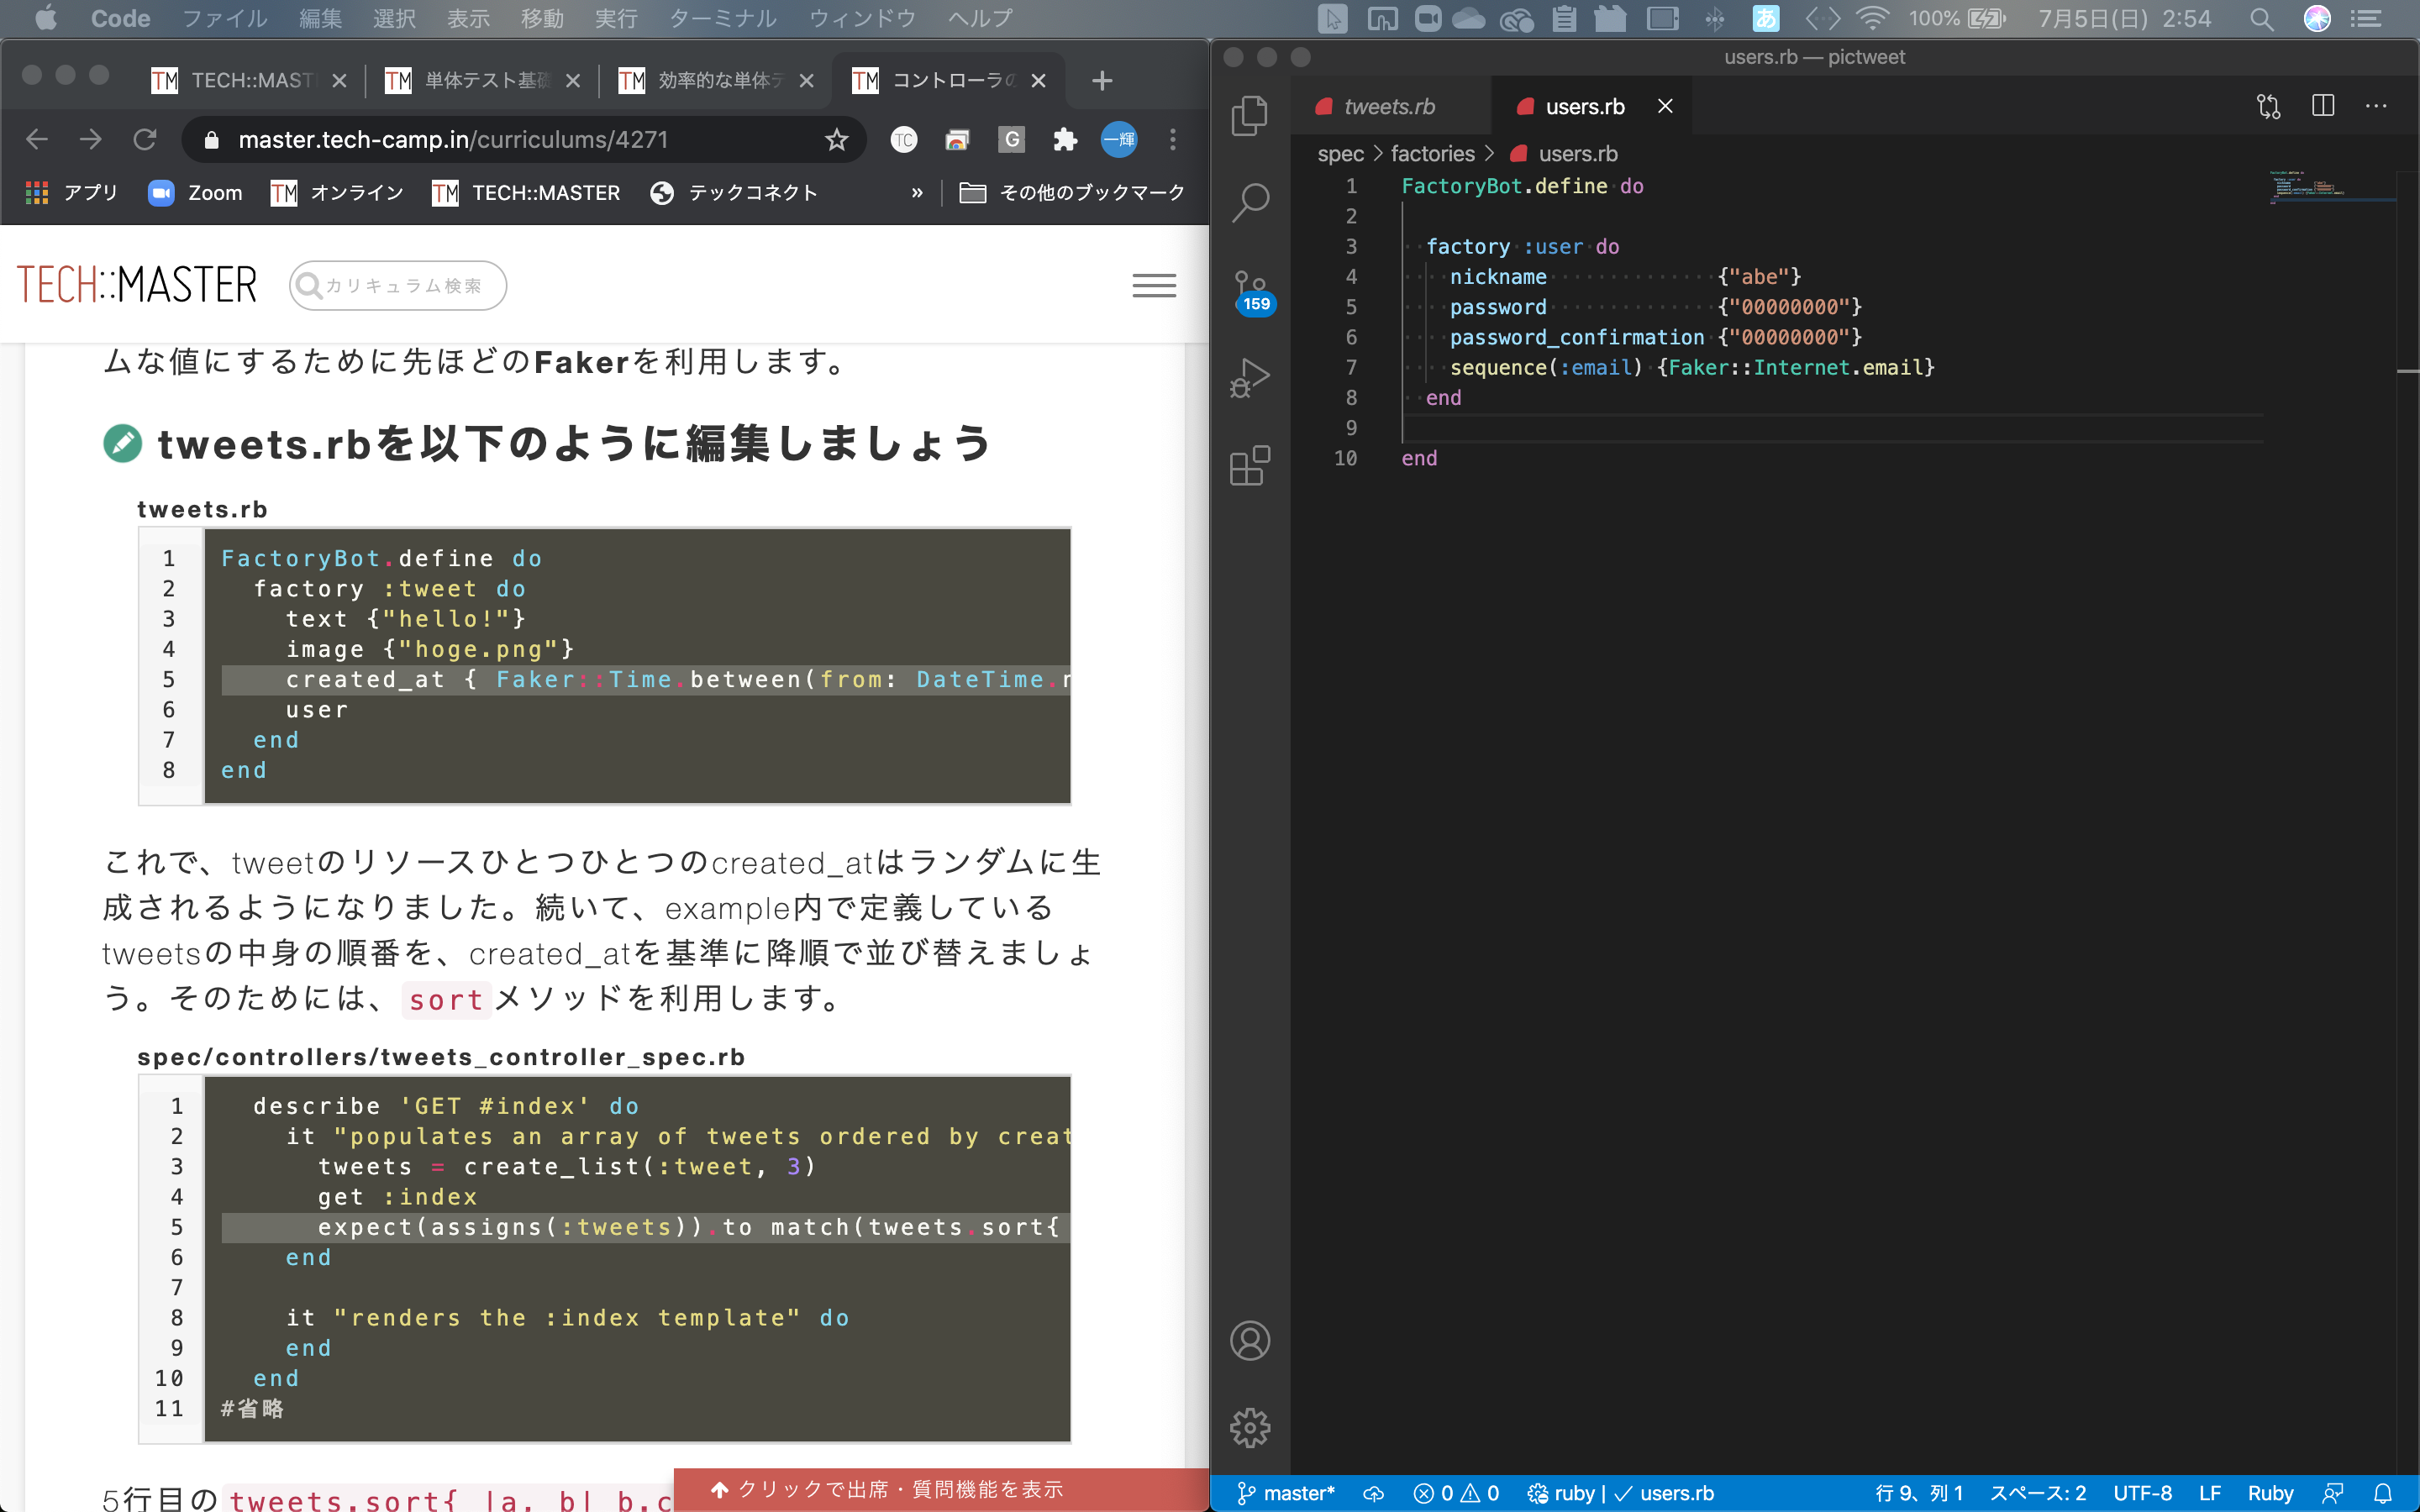 Code ファイル 編集 選択 表示 移動 実行 ターミナル ウィンドウ ヘルプ
あ 100% 7月5日(日) 2:54
TM TECH::MAST
TM 単体テスト基礎
TM 効率的な単体テ
TM コントローラの
master.tech-camp.in/curriculums/4271
TC G 一輝
アプリ Zoom TM オンライン TM TECH::MASTER テックコネクト » その他のブックマーク
TECH::MASTER カリキュラム検索
ムな値にするために先ほどのFakerを利用します。
tweets.rbを以下のように編集しましょう
tweets.rb
1 FactoryBot.define do
2 factory :tweet do
3 text {"hello!"}
4 image {"hoge.png"}
5 created_at { Faker::Time.between(from: DateTime.
6 user
7 end
8 end
これで、tweetのリソースひとつひとつのcreated_atはランダムに生
成されるようになりました。続いて、example内で定義している
tweetsの中身の順番を、created_atを基準に降順で並び替えましょ
う。そのためには、sortメソッドを利用します。
spec/controllers/tweets_controller_spec.rb
1 describe 'GET #index' do
2 it "populates an array of tweets ordered by creat
3 tweets = create_list(:tweet, 3)
4 get :index
5 expect(assigns(:tweets)).to match(tweets.sort{
6 end
7
8 it "renders the :index template" do
9 end
10 end
11 #省略
5行目のtweets.sort{ |a, b| b.c
クリックで出席・質問機能を表示
users.rb — pictweet
tweets.rb
users.rb
spec > factories > users.rb
159
1 FactoryBot.define do
2
3 factory :user do
4 nickname {"abe"}
5 password {"00000000"}
6 password_confirmation {"00000000"}
7 sequence(:email) {Faker::Internet.email}
8 end
9
10 end
master* 0 0 ruby | ✓ users.rb 行 9、列 1 スペース: 2 UTF-8 LF Ruby